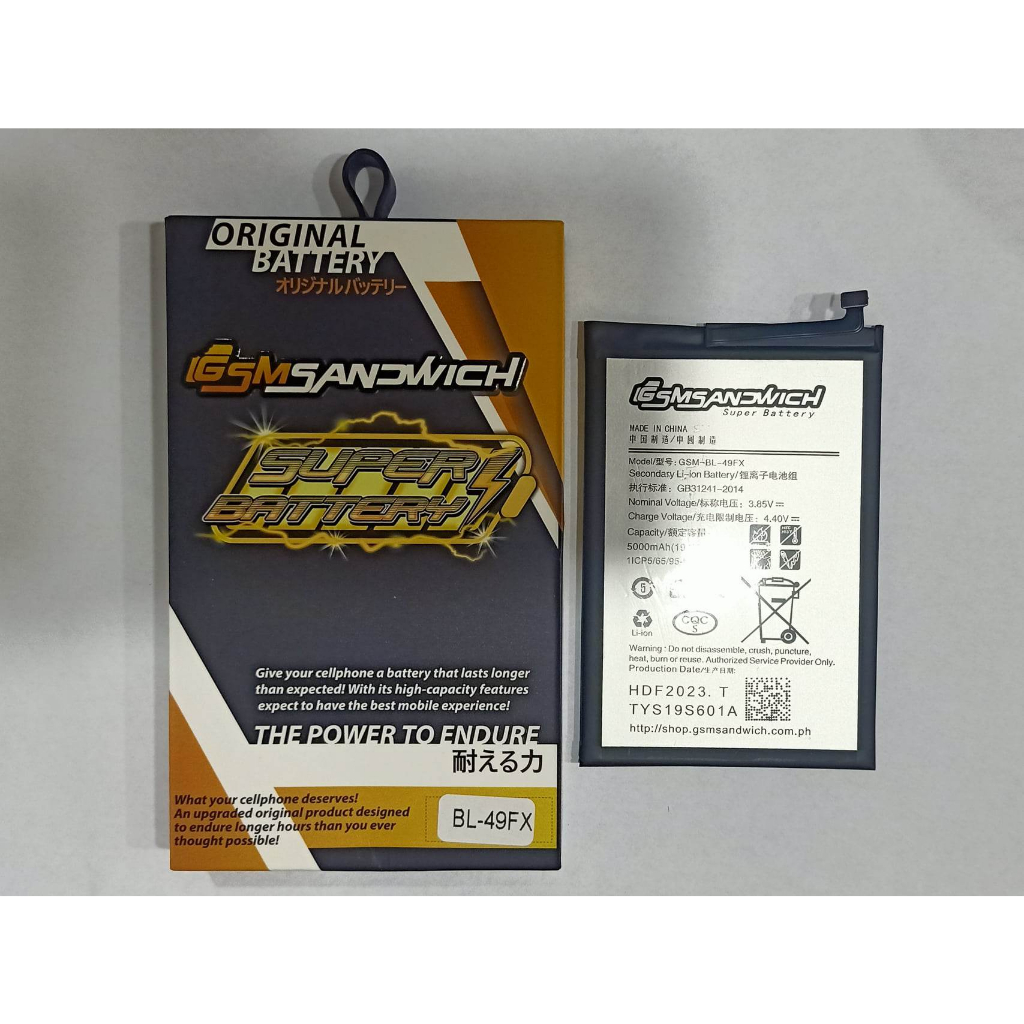 ORIGINAL
BATTERY
オリジナルバッテリー
GSMSANDWICH
SUPER
BATTERY
Give your cellphone a battery that lasts longer
than expected! With its high-capacity features
expect to have the best mobile experience!
THE POWER TO ENDURE
耐える力
What your cellphone deserves!
An upgraded original product designed
to endure longer hours than you ever
thought possible!
BL-49FX
GSMSANDWICH
Super Battery
MADE IN CHINA
中国制造/中国制造
Model/型号: GSM-BL-49FX
Secondary Li-ion Battery/锂离子电池组
执行标准: GB31241-2014
Nominal Voltage/标称电压: 3.85V
Charge Voltage/充电限制电压: 4.40V
Capacity/额定容量
5000mAh
1ICP5/65/95
5
Li-ion
CQC
S
Warning : Do not disassemble, crush, puncture,
heat, burn or reuse. Authorized Service Provider Only.
Production Date/生产日期:
HDF2023. T
TYS19S601A
http://shop.gsmsandwich.com.ph